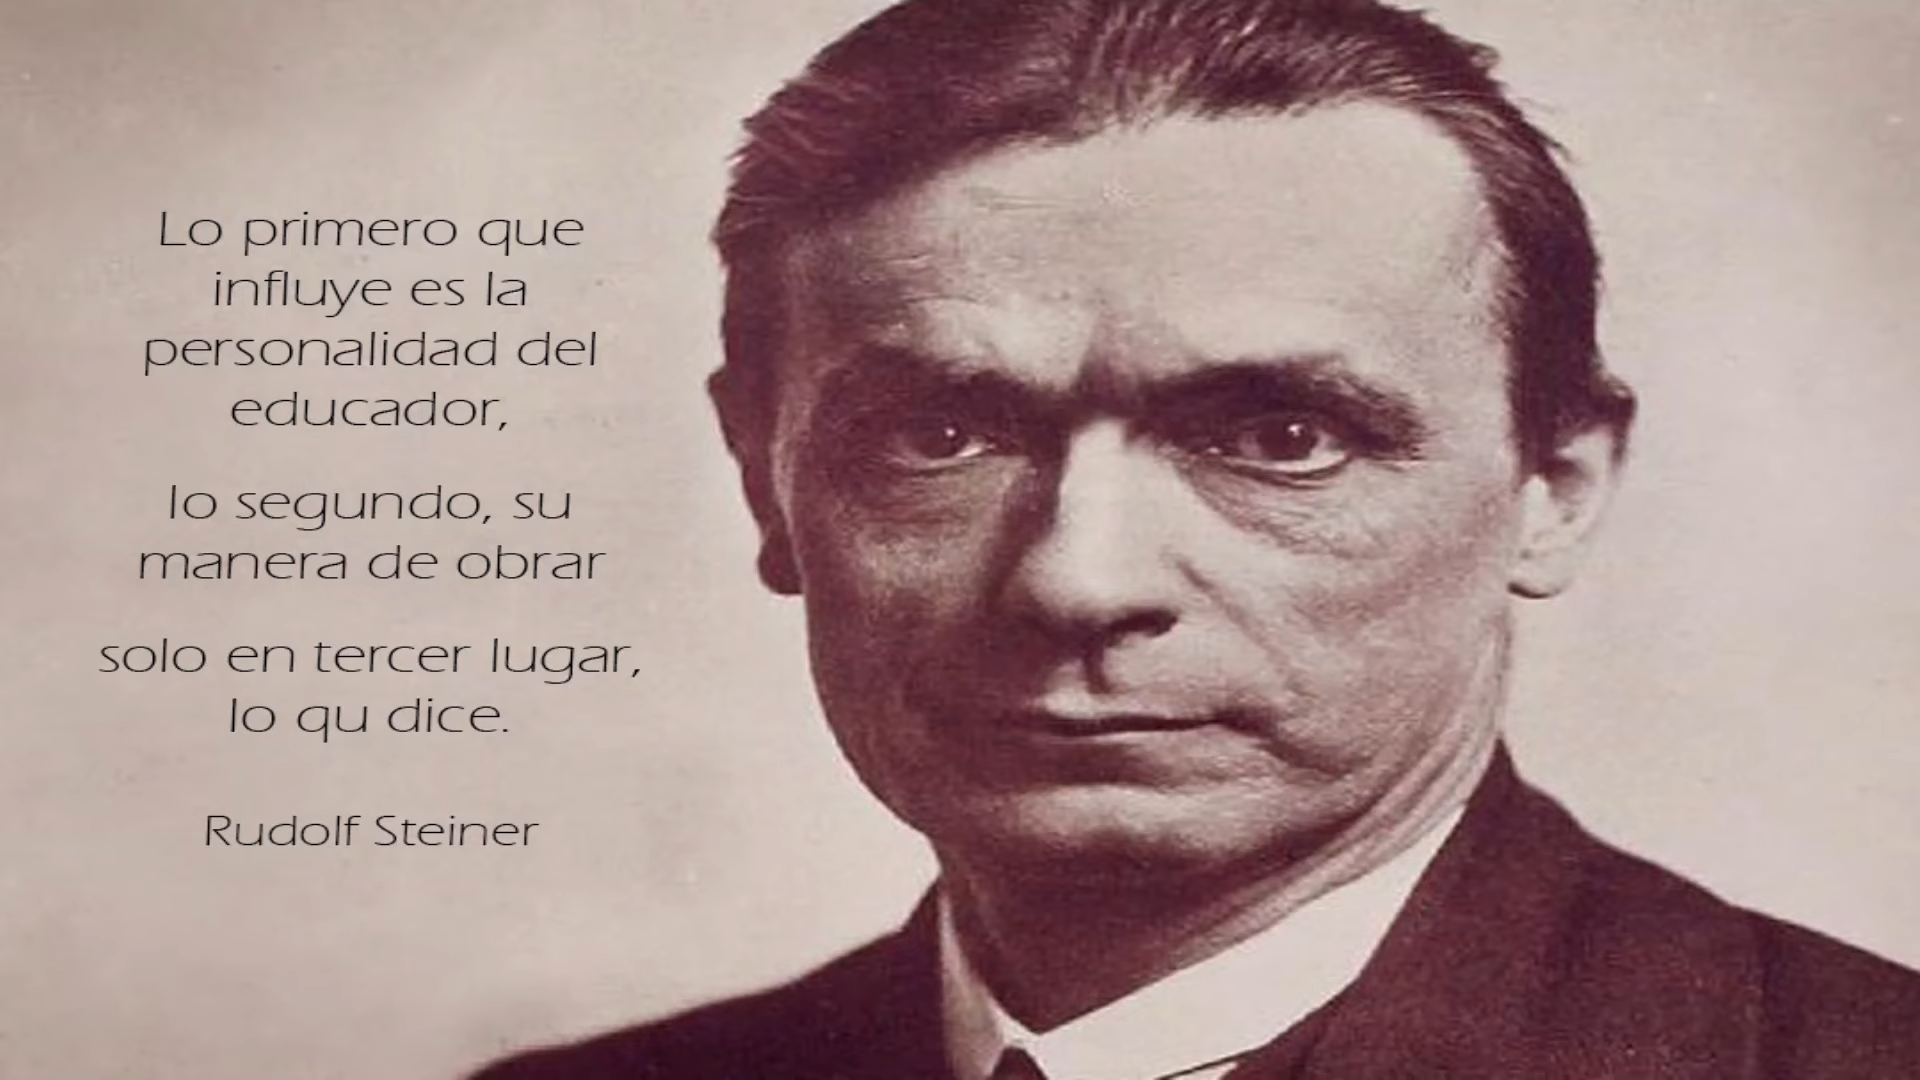 Lo primero que
influye es la
personalidad del
educador,
lo segundo, su
manera de obrar
solo en tercer lugar,
lo qu dice.
Rudolf Steiner